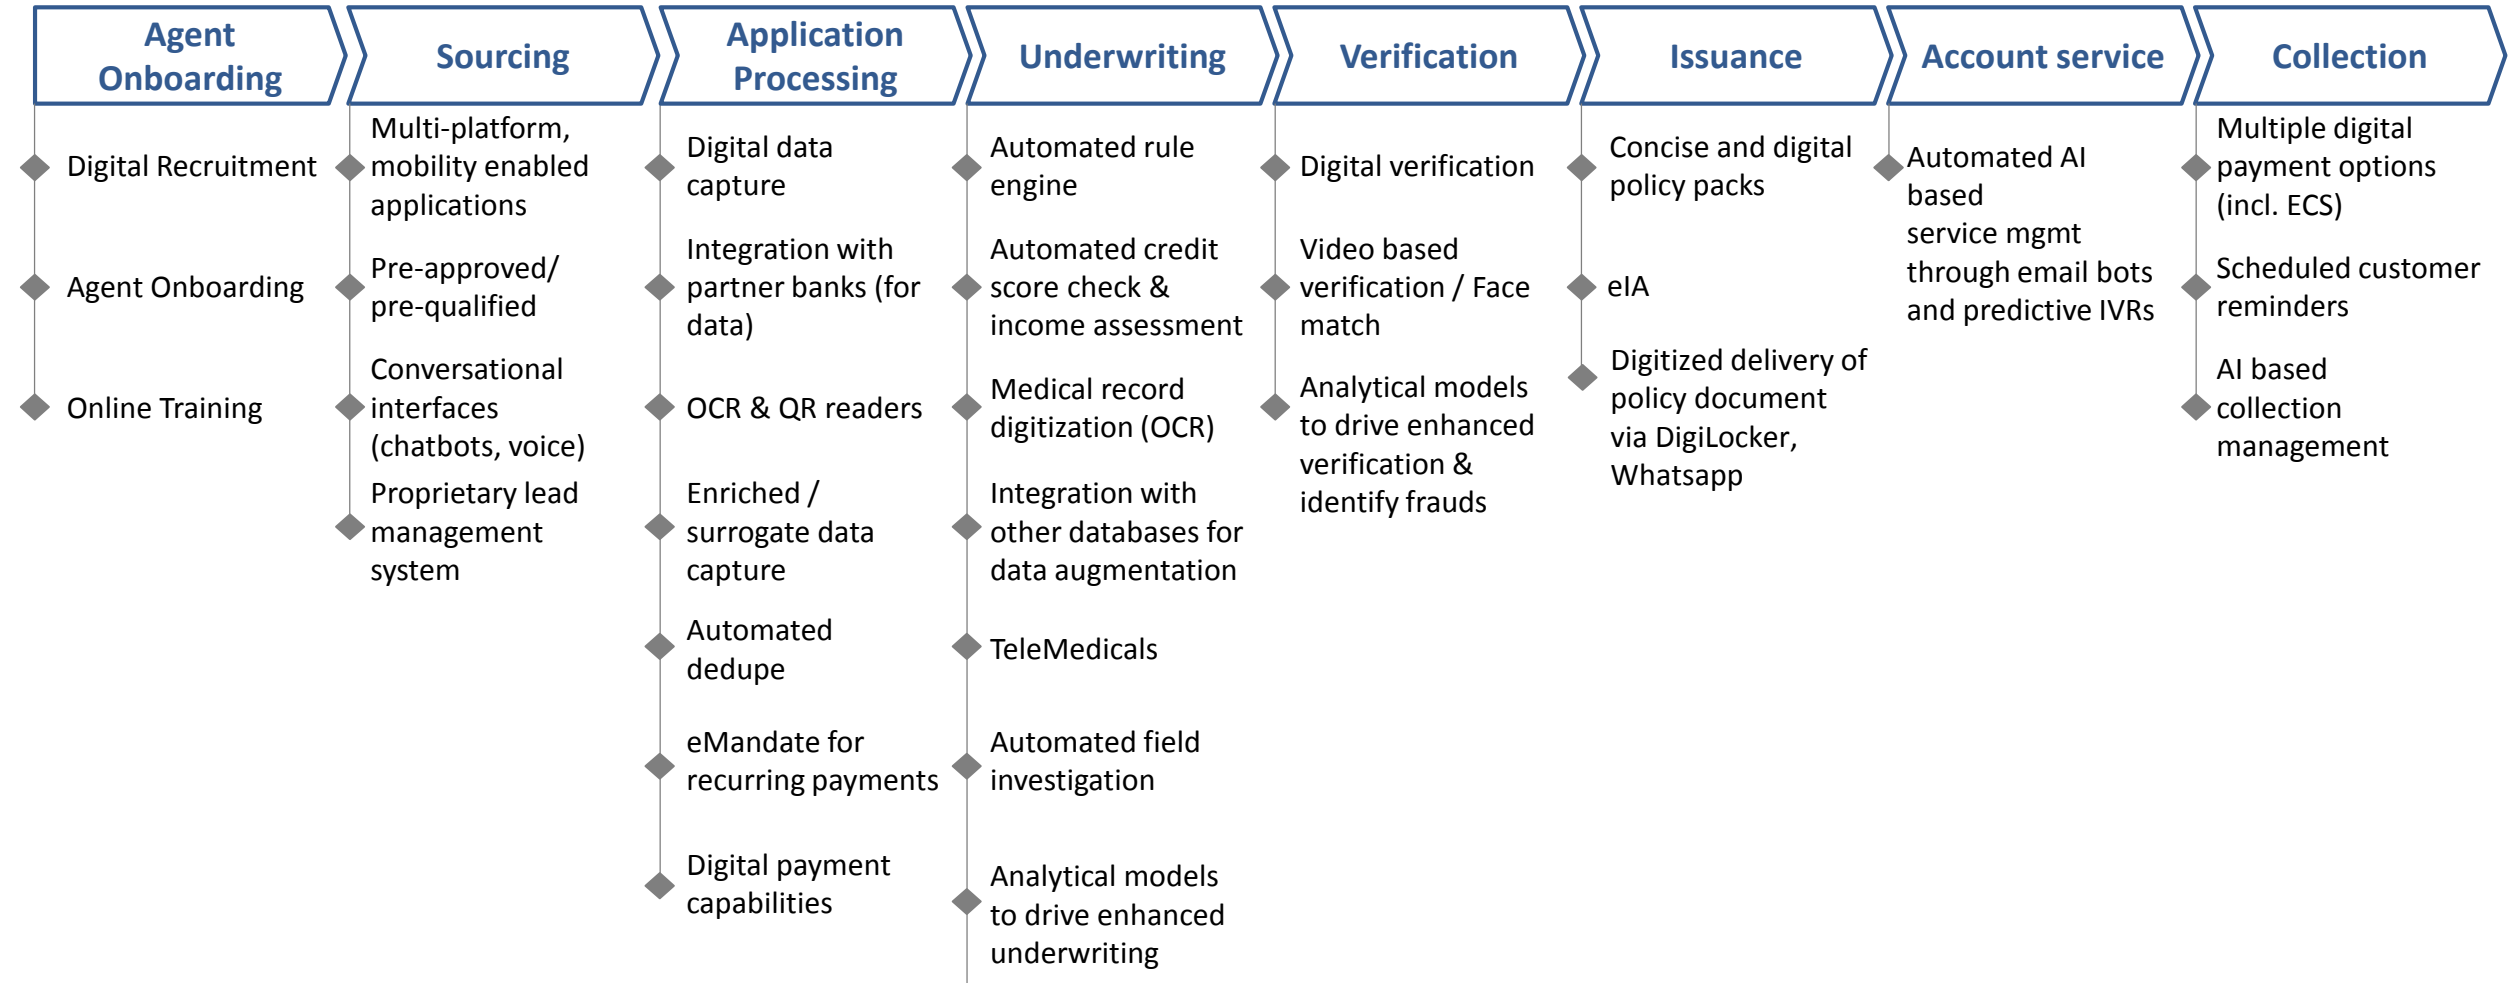 Agent
Onboarding
Sourcing
Application
Processing
Underwriting
Verification
Issuance
Account service
Collection
Digital Recruitment
Agent Onboarding
Online Training
Multi-platform,
mobility enabled
applications
Pre-approved/
pre-qualified
Conversational
interfaces
(chatbots, voice)
Proprietary lead
management
system
Digital data
capture
Integration with
partner banks (for
data)
OCR & QR readers
Enriched /
surrogate data
capture
Automated
dedupe
eMandate for
recurring payments
Digital payment
capabilities
Automated rule
engine
Automated credit
score check &
income assessment
Medical record
digitization (OCR)
Integration with
other databases for
data augmentation
TeleMedicals
Automated field
investigation
Analytical models
to drive enhanced
underwriting
Digital verification
Video based
verification / Face
match
Analytical models
to drive enhanced
verification &
identify frauds
Concise and digital
policy packs
eIA
Digitized delivery of
policy document
via DigiLocker,
Whatsapp
Automated AI
based
service mgmt
through email bots
and predictive IVRs
Multiple digital
payment options
(incl. ECS)
Scheduled customer
reminders
AI based
collection
management